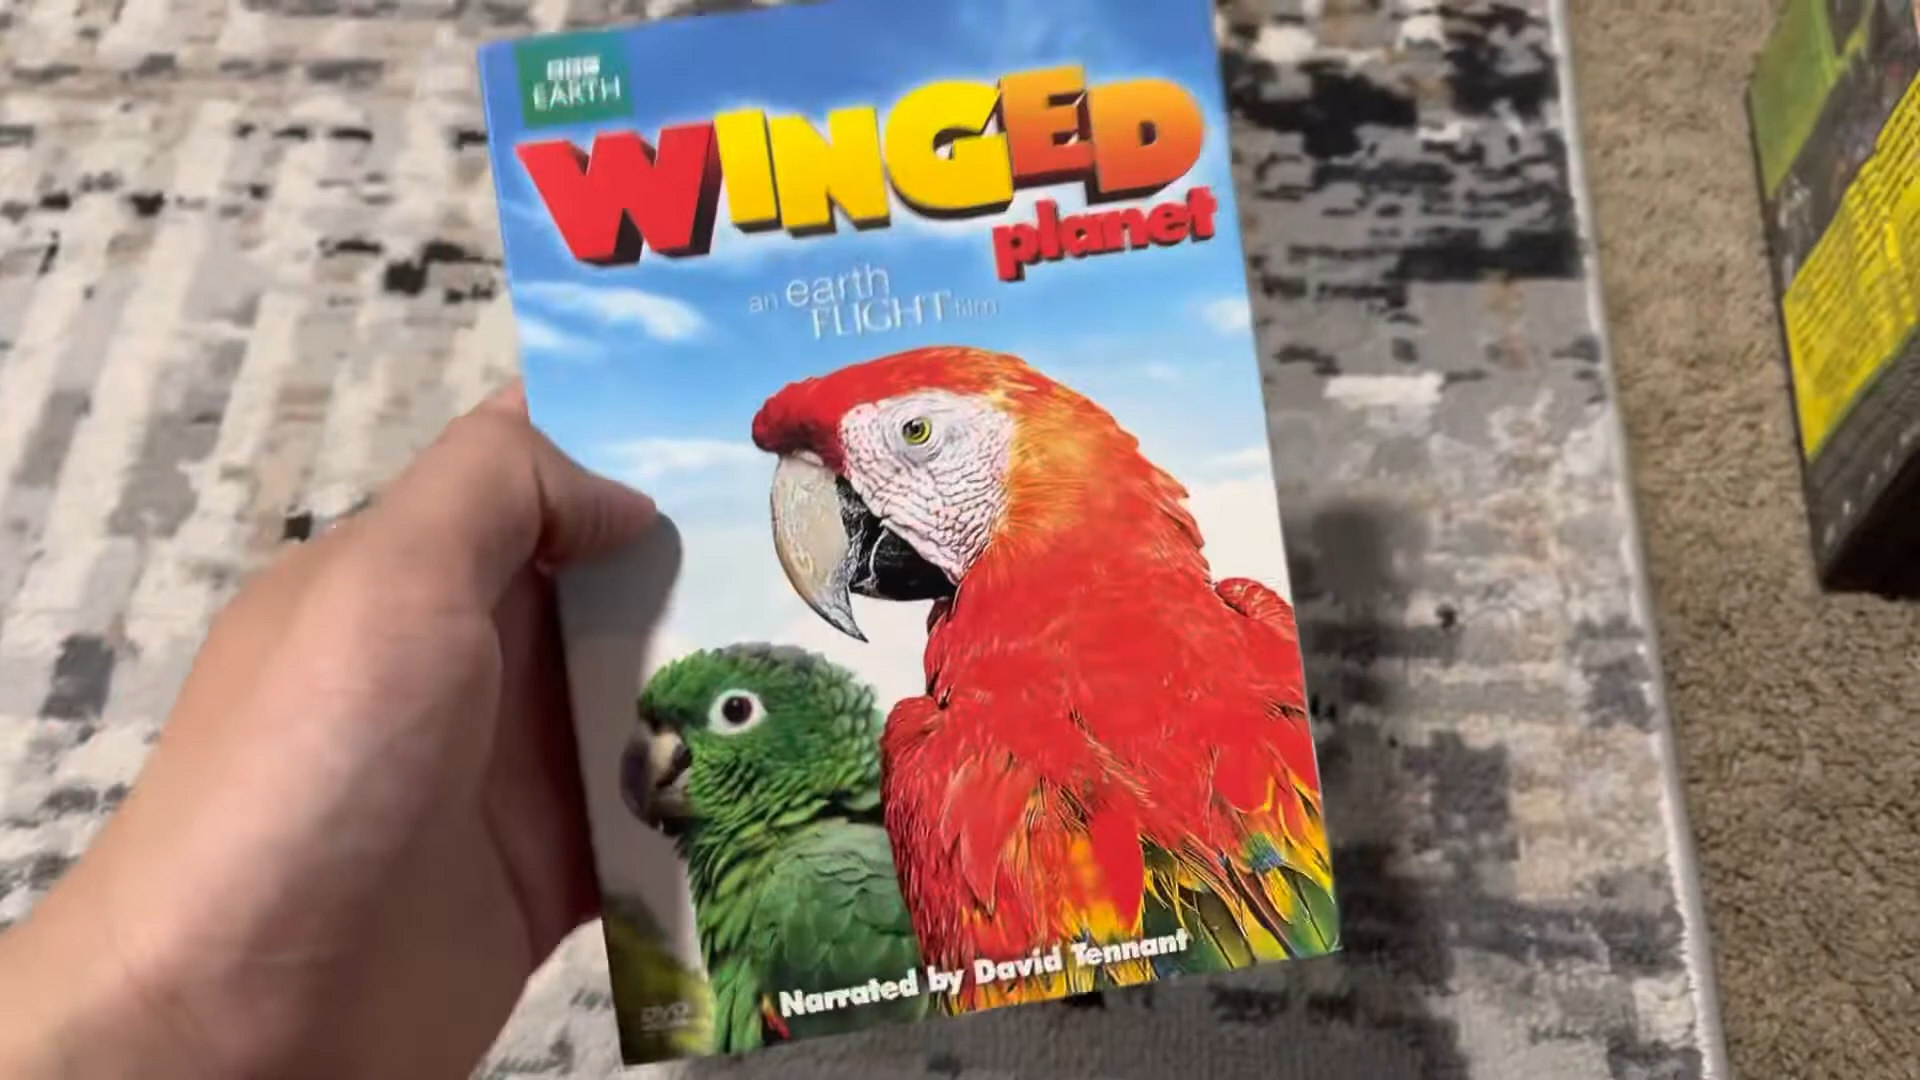 BBC
EARTH
WINGED
planet
an earth
FLIGHT film
Narrated by David Tennant
DVD